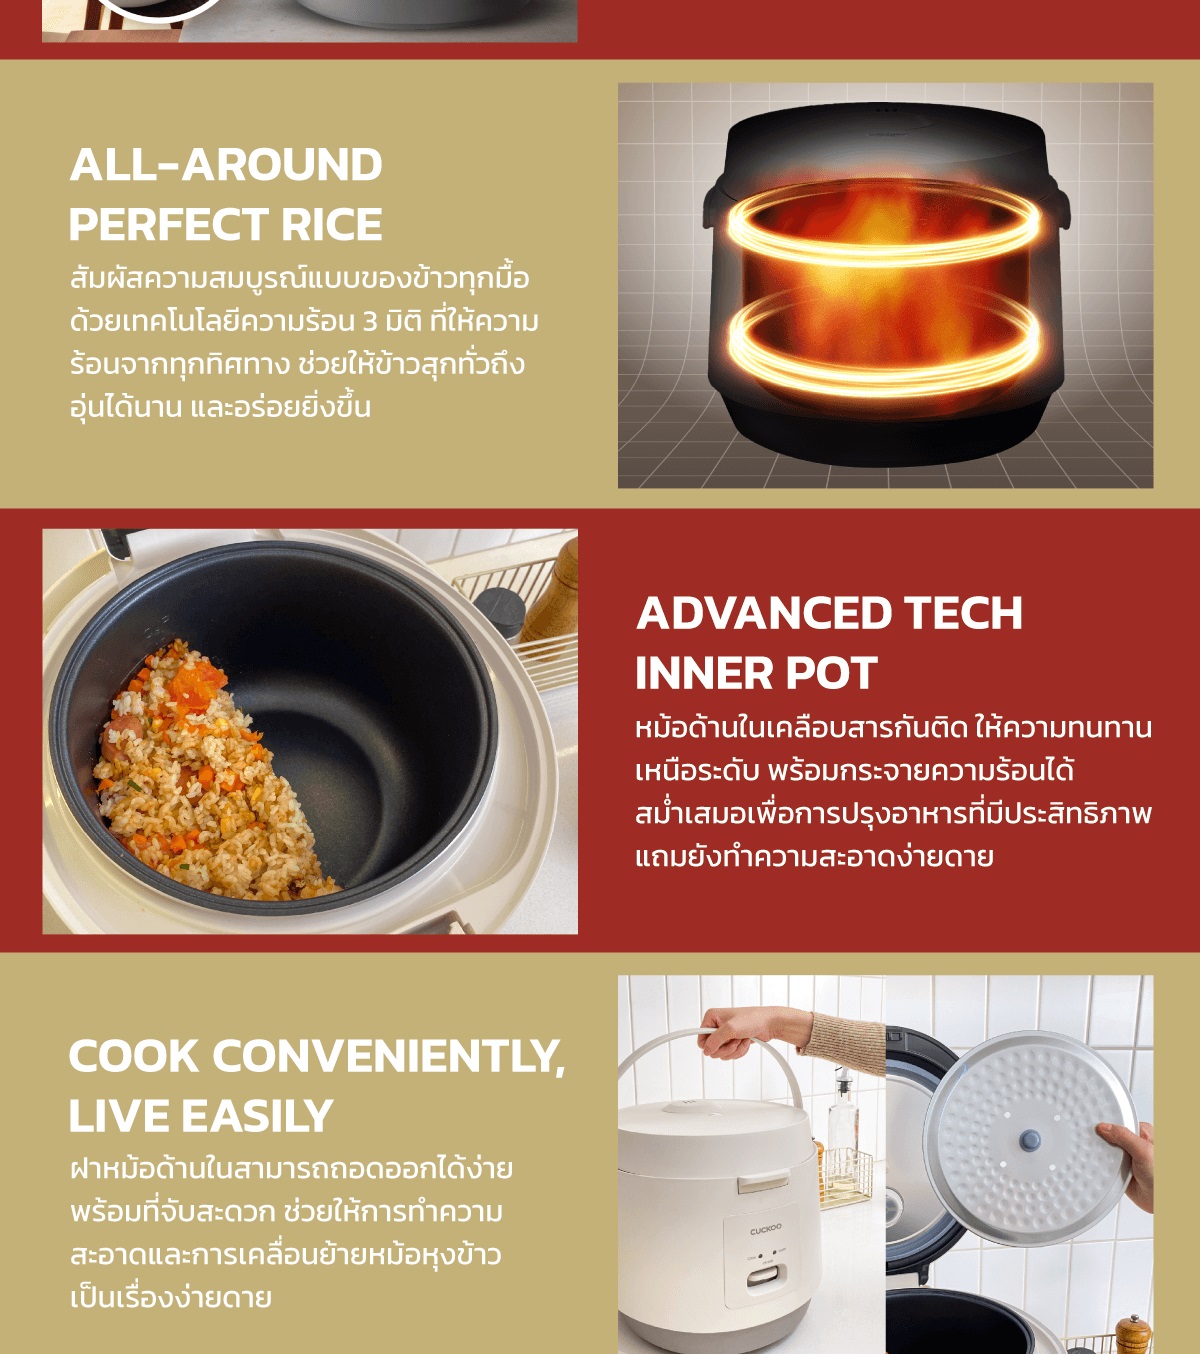 ALL-AROUND
PERFECT RICE
สัมผัสความสมบูรณ์แบบของข้าวทุกมื้อ
ด้วยเทคโนโลยีความร้อน 3 มิติ ที่ให้ความ
ร้อนจากทุกทิศทาง ช่วยให้ข้าวสุกทั่วถึง
อุ่นได้นาน และอร่อยยิ่งขึ้น
ADVANCED TECH
INNER POT
หม้อด้านในเคลือบสารกันติด ให้ความทนทาน
เหนือระดับ พร้อมกระจายความร้อนได้
สม่ำเสมอเพื่อการปรุงอาหารที่มีประสิทธิภาพ
แถมยังทำความสะอาดง่ายดาย
COOK CONVENIENTLY,
LIVE EASILY
ฝาหม้อด้านในสามารถถอดออกได้ง่าย
พร้อมที่จับสะดวก ช่วยให้การทำความ
สะอาดและการเคลื่อนย้ายหม้อหุงข้าว
เป็นเรื่องง่ายดาย
CUCKOO